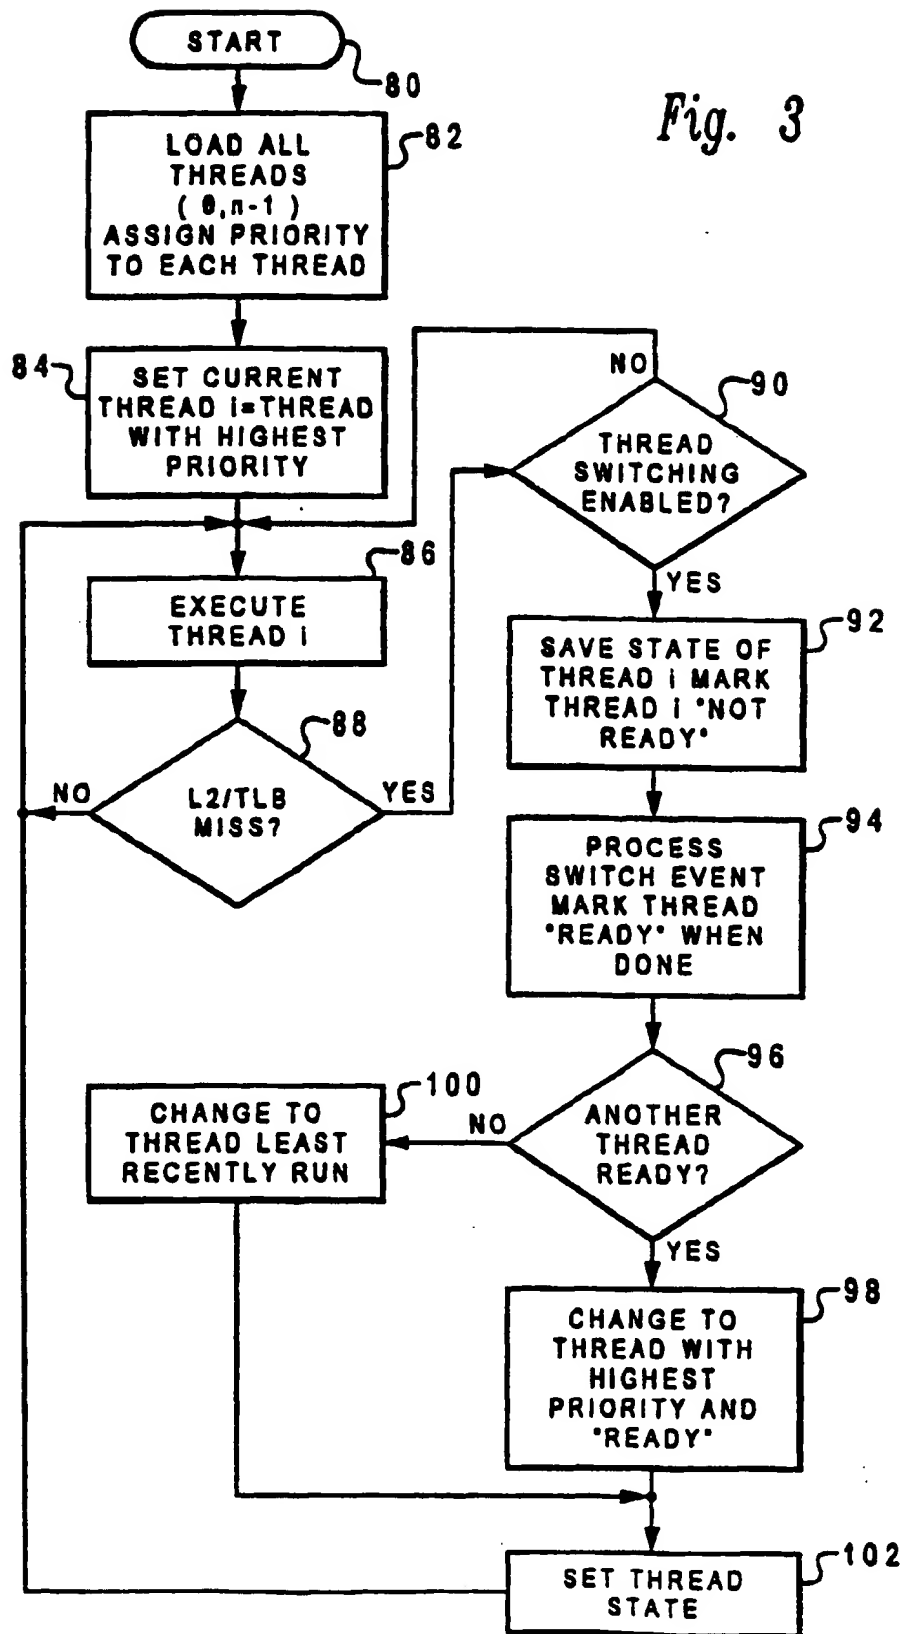 START
80
Fig. 3
LOAD ALL
THREADS
( 0,n-1 )
ASSIGN PRIORITY
TO EACH THREAD
82
84
SET CURRENT
THREAD i=THREAD
WITH HIGHEST
PRIORITY
NO
90
THREAD
SWITCHING
ENABLED?
YES
86
EXECUTE
THREAD i
88
NO
L2/TLB
MISS?
YES
92
SAVE STATE OF
THREAD i MARK
THREAD i "NOT
READY"
94
PROCESS
SWITCH EVENT
MARK THREAD
"READY" WHEN
DONE
96
ANOTHER
THREAD
READY?
NO
YES
100
CHANGE TO
THREAD LEAST
RECENTLY RUN
98
CHANGE TO
THREAD WITH
HIGHEST
PRIORITY AND
"READY"
102
SET THREAD
STATE